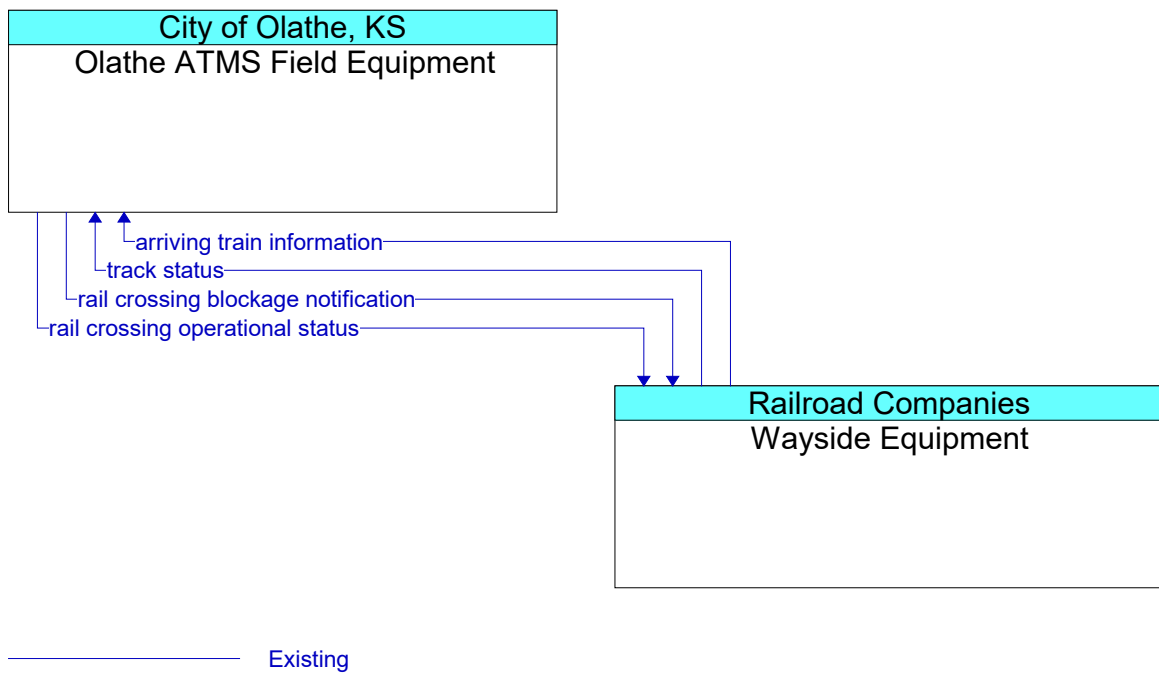 City of Olathe, KS
Olathe ATMS Field Equipment
arriving train information
track status
rail crossing blockage notification
rail crossing operational status
Railroad Companies
Wayside Equipment
Existing